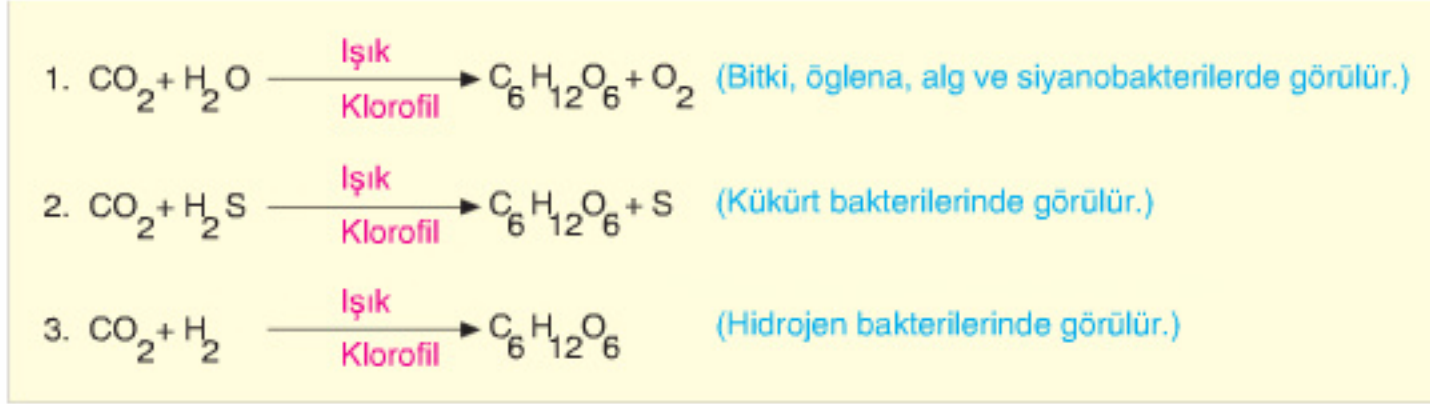 1. CO₂ + H₂O Işık Klorofil C₆H₁₂O₆ + O₂ (Bitki, öglena, alg ve siyanobakterilerde görülür.)
2. CO₂ + H₂S Işık Klorofil C₆H₁₂O₆ + S (Kükürt bakterilerinde görülür.)
3. CO₂ + H₂ Işık Klorofil C₆H₁₂O₆ (Hidrojen bakterilerinde görülür.)